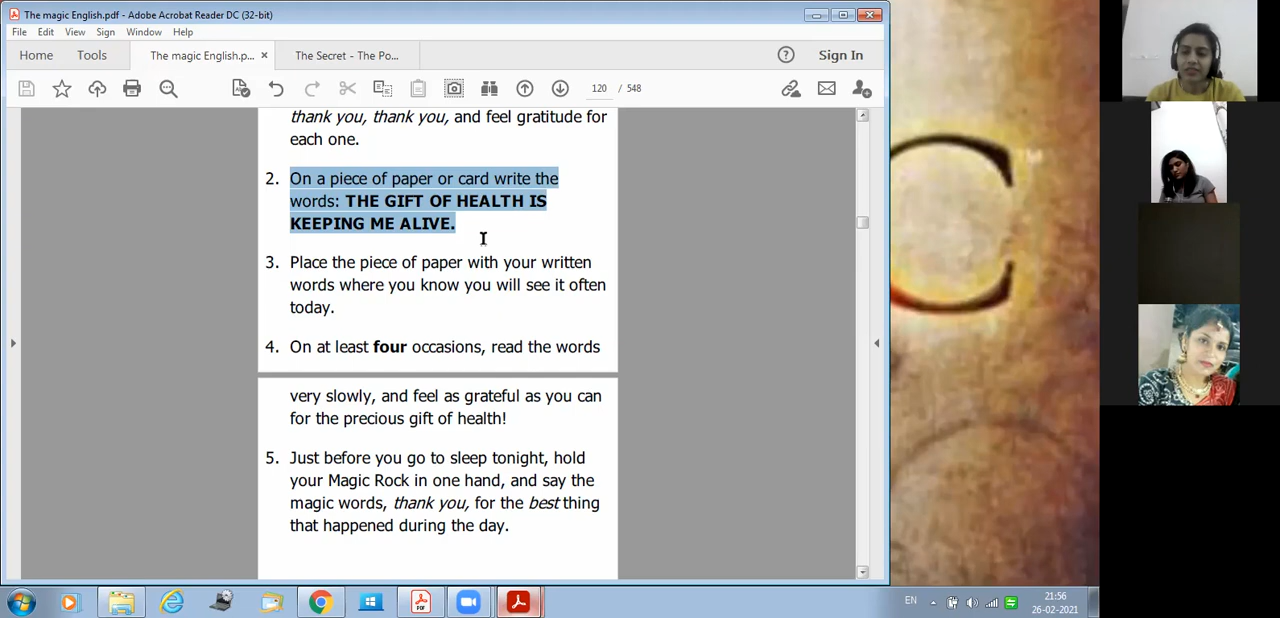 The magic English.pdf - Adobe Acrobat Reader DC (32-bit)
File Edit View Sign Window Help
Home Tools The magic English.p... × The Secret - The Po... ? Sign In
120 / 548
thank you, thank you, and feel gratitude for
each one.
2. On a piece of paper or card write the
words: THE GIFT OF HEALTH IS
KEEPING ME ALIVE.
3. Place the piece of paper with your written
words where you know you will see it often
today.
4. On at least four occasions, read the words
very slowly, and feel as grateful as you can
for the precious gift of health!
5. Just before you go to sleep tonight, hold
your Magic Rock in one hand, and say the
magic words, thank you, for the best thing
that happened during the day.
C
PDF
EN
21:56
26-02-2021